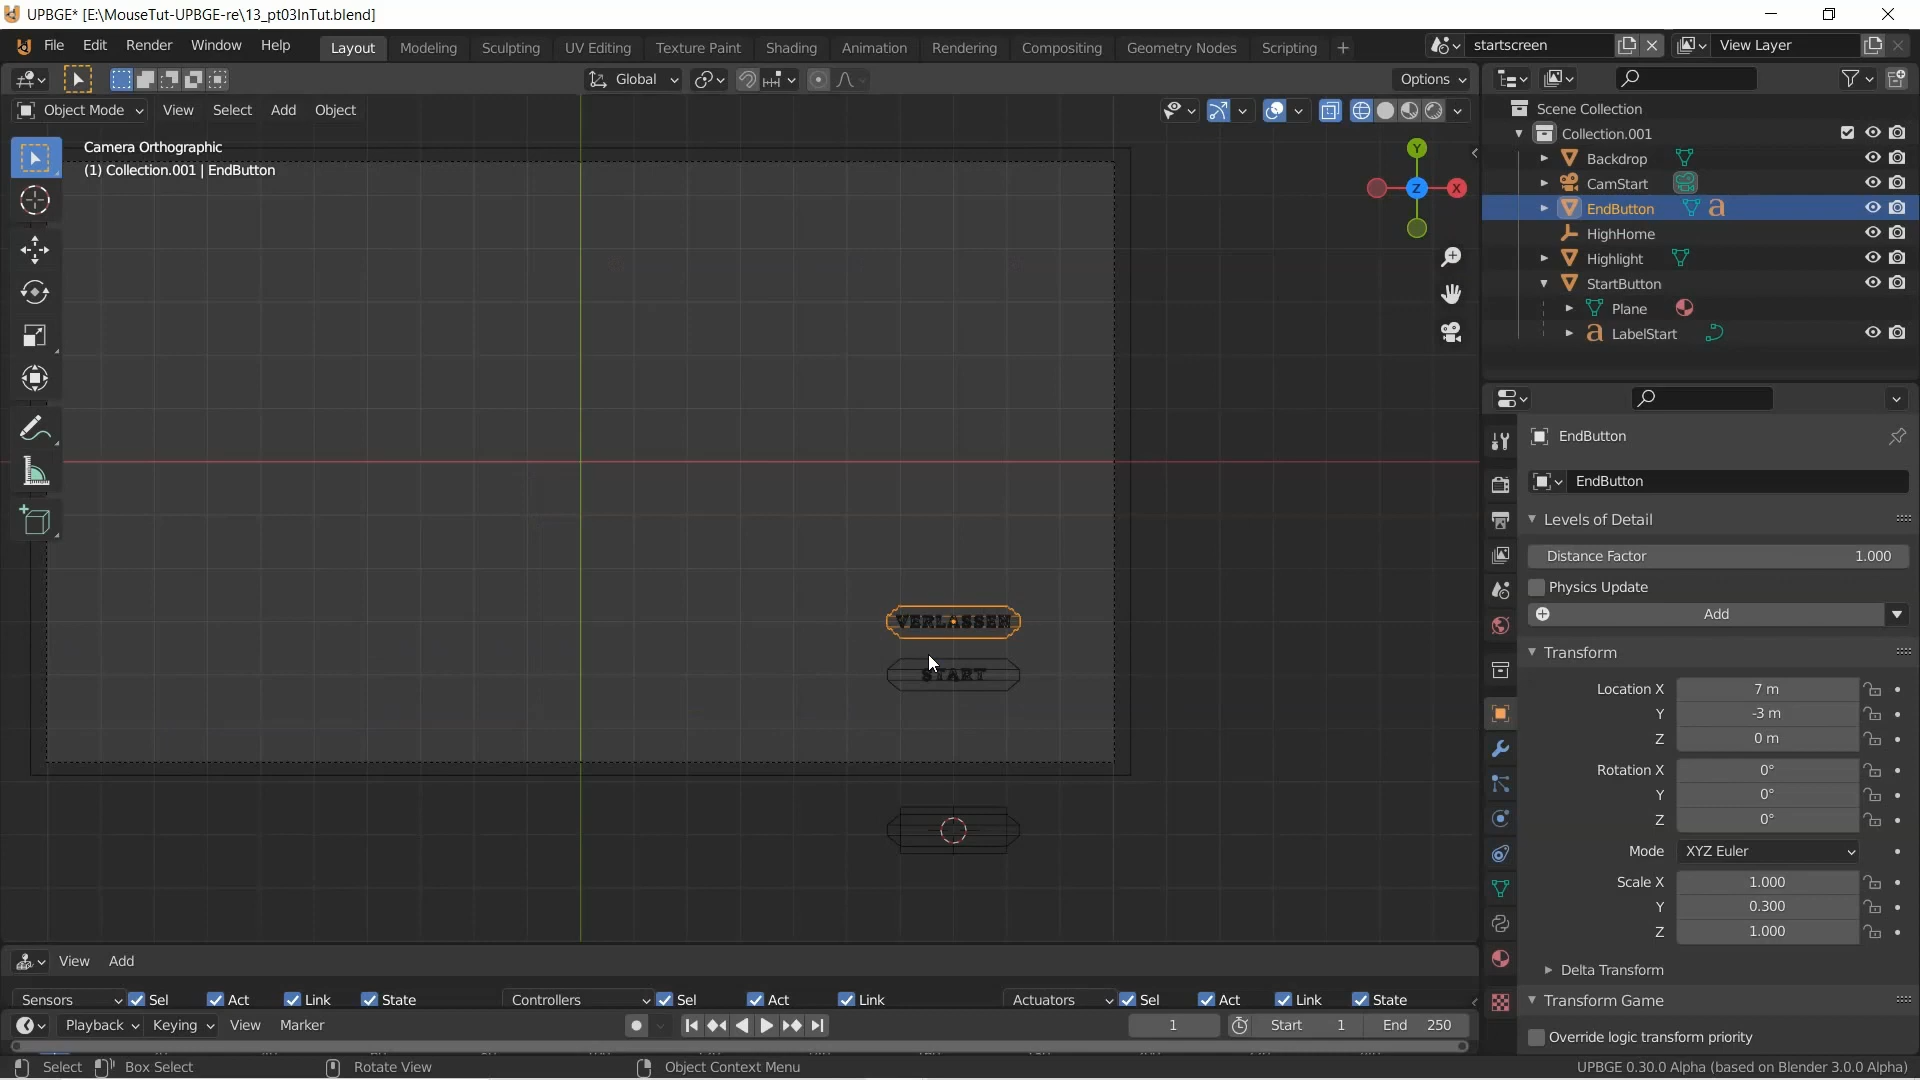 UPBGE* [E:\MouseTut-UPBGE-re\13_pt03InTut.blend]
File Edit Render Window Help Layout Modeling Sculpting UV Editing Texture Paint Shading Animation Rendering Compositing Geometry Nodes Scripting + startscreen View Layer
Global Options
Object Mode View Select Add Object
Camera Orthographic
(1) Collection.001 | EndButton
Y
X
Z
VERLASSEN
START
Scene Collection
Collection.001
Backdrop
CamStart
EndButton
HighHome
Highlight
StartButton
Plane
LabelStart
EndButton
EndButton
Levels of Detail
Distance Factor 1.000
Physics Update
Add
Transform
Location X 7 m
Y -3 m
Z 0 m
Rotation X 0°
Y 0°
Z 0°
Mode XYZ Euler
Scale X 1.000
Y 0.300
Z 1.000
Delta Transform
Transform Game
Override logic transform priority
View Add
Sensors Sel Act Link State Controllers Sel Act Link Actuators Sel Act Link State
Playback Keying View Marker 1 Start 1 End 250
Select Box Select Rotate View Object Context Menu UPBGE 0.30.0 Alpha (based on Blender 3.0.0 Alpha)